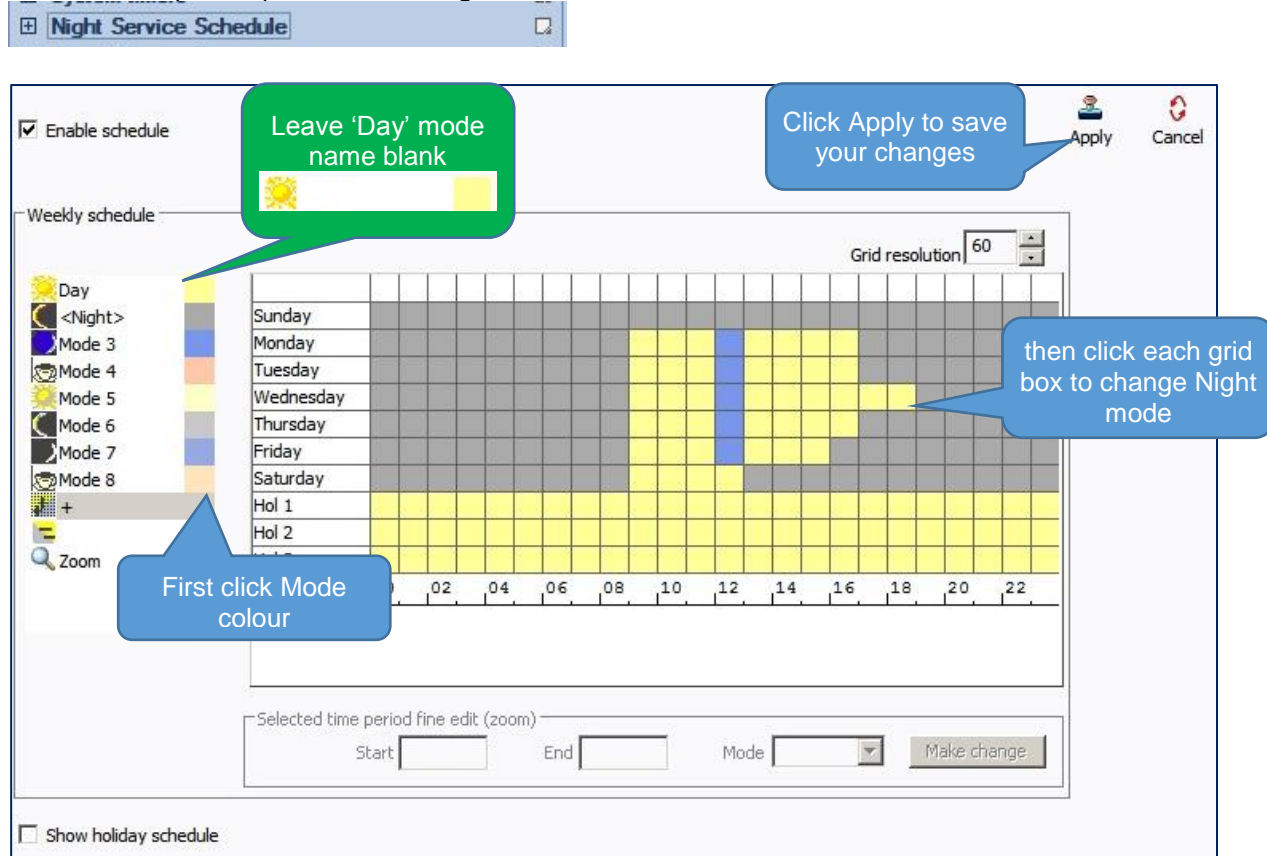 Night Service Schedule
Enable schedule
Leave ‘Day’ mode
name blank
Click Apply to save
your changes
Apply
Cancel
Weekly schedule
Grid resolution 60
Day
<Night>
Mode 3
Mode 4
Mode 5
Mode 6
Mode 7
Mode 8
+
Zoom
Sunday
Monday
Tuesday
Wednesday
Thursday
Friday
Saturday
Hol 1
Hol 2
then click each grid
box to change Night
mode
First click Mode
colour
02 04 06 08 10 12 14 16 18 20 22
Selected time period fine edit (zoom)
Start End Mode Make change
Show holiday schedule